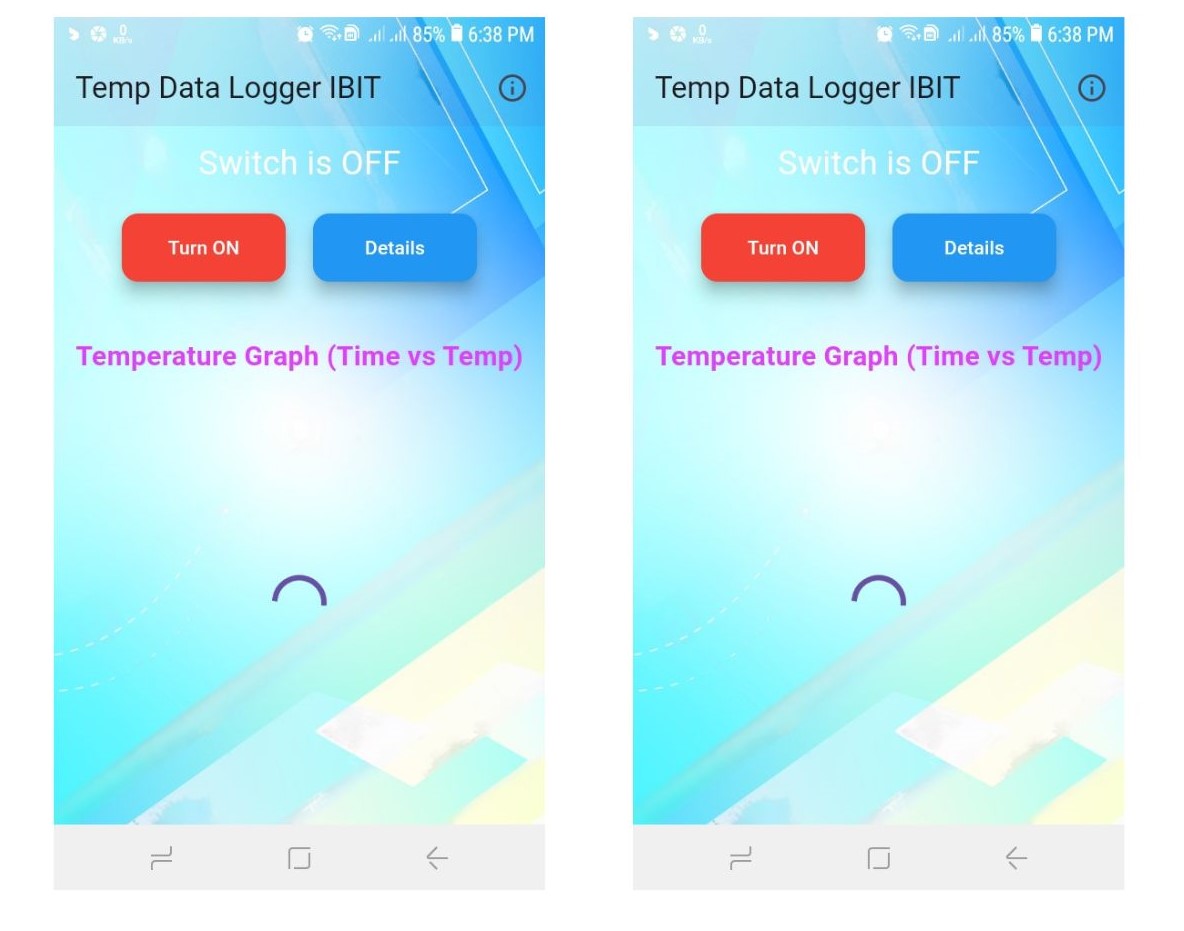 0
KB/s
85% 6:38 PM
Temp Data Logger IBIT
Switch is OFF
Turn ON
Details
Temperature Graph (Time vs Temp)
0
KB/s
85% 6:38 PM
Temp Data Logger IBIT
Switch is OFF
Turn ON
Details
Temperature Graph (Time vs Temp)